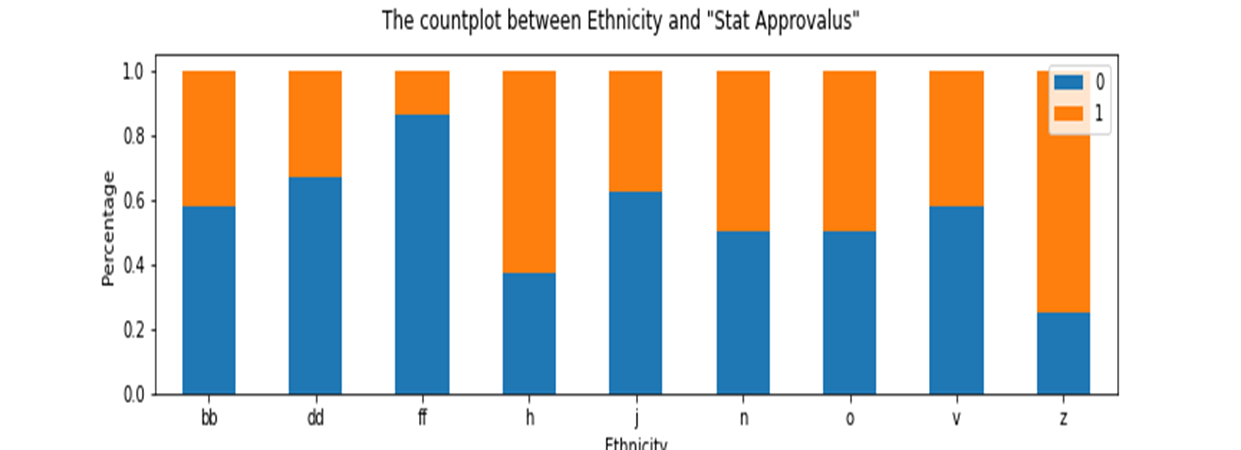 The countplot between Ethnicity and "Stat Approvalus"
0
1
Percentage
1.0
0.8
0.6
0.4
0.2
0.0
bb dd ff h j n o v z
Ethnicity